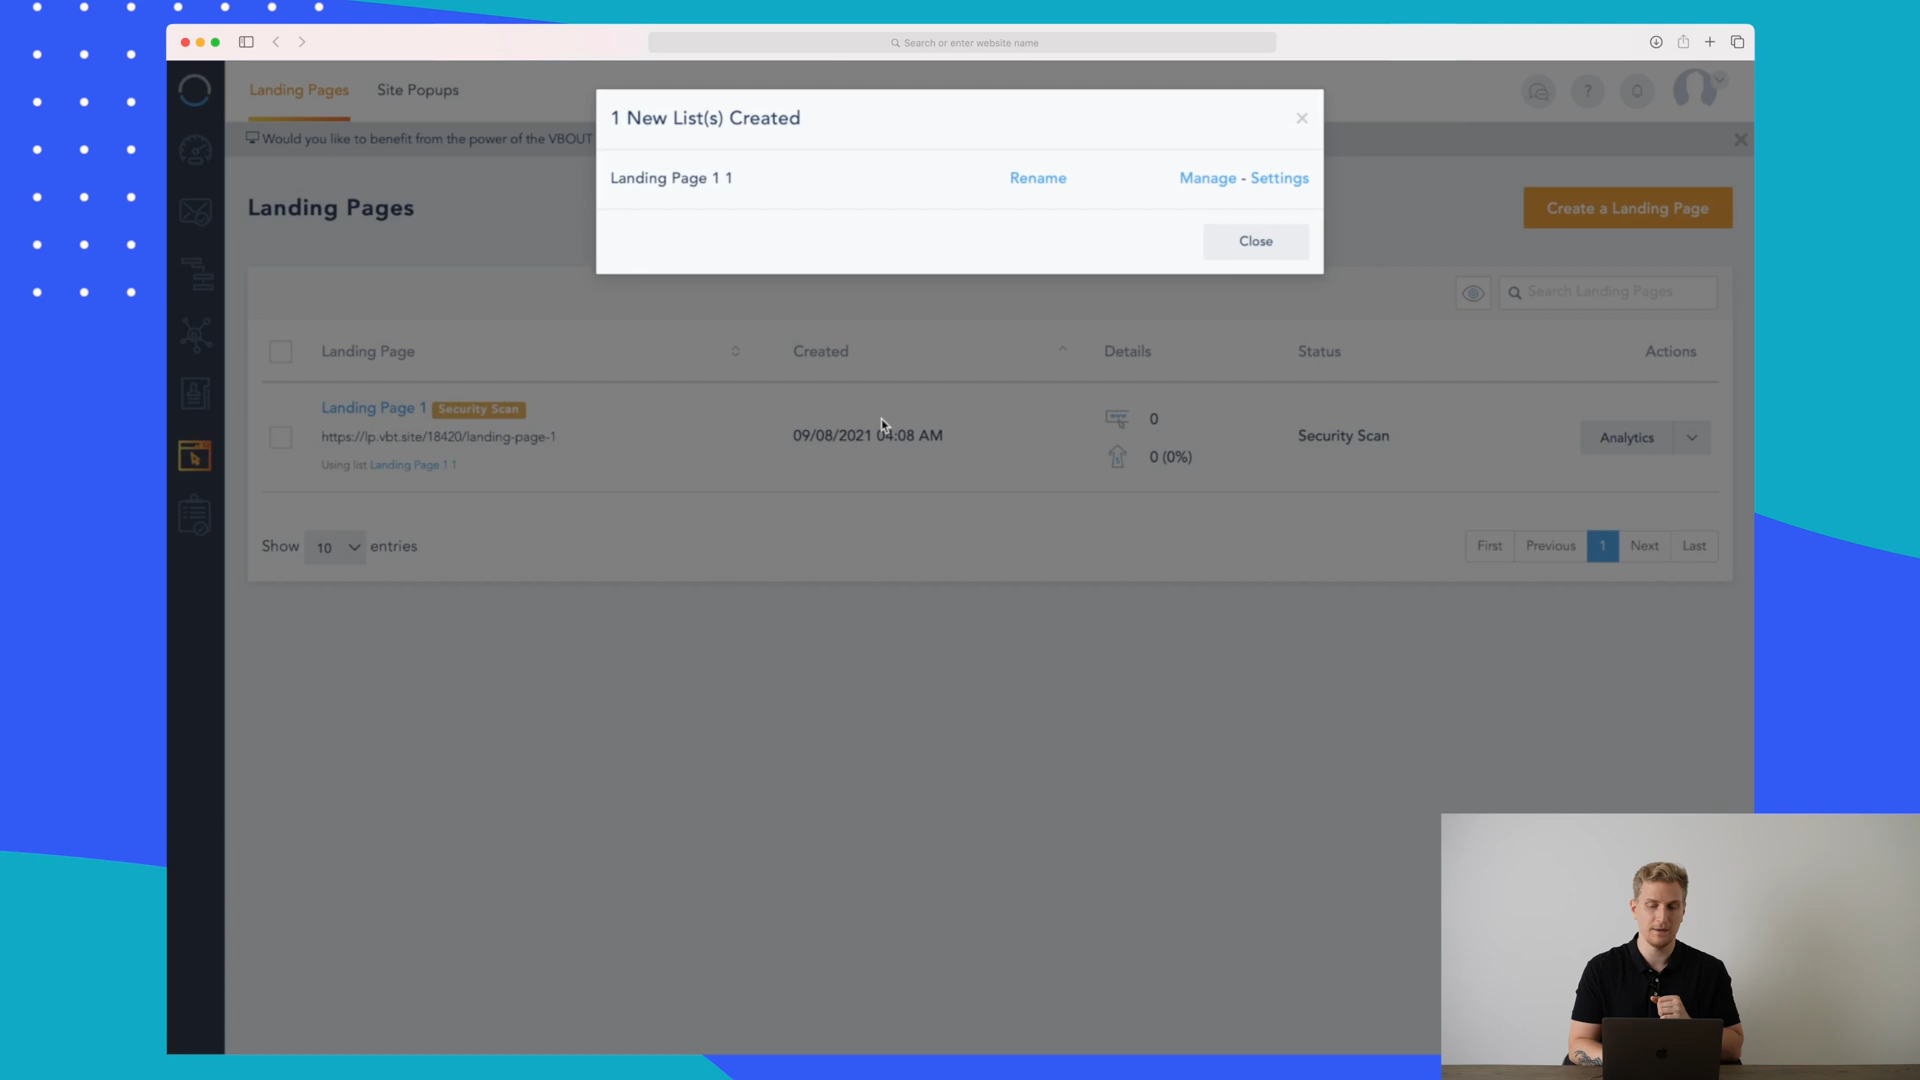 Search or enter website name
Landing Pages
Site Popups
?
Would you like to benefit from the power of the VBOUT
1 New List(s) Created
Landing Page 1 1
Rename
Manage - Settings
Close
Landing Pages
Create a Landing Page
Search Landing Pages
Landing Page
Created
Details
Status
Actions
Landing Page 1 Security Scan
https://lp.vbt.site/18420/landing-page-1
Using list Landing Page 1 1
09/08/2021 04:08 AM
0
0 (0%)
Security Scan
Analytics
Show 10 entries
First
Previous
1
Next
Last